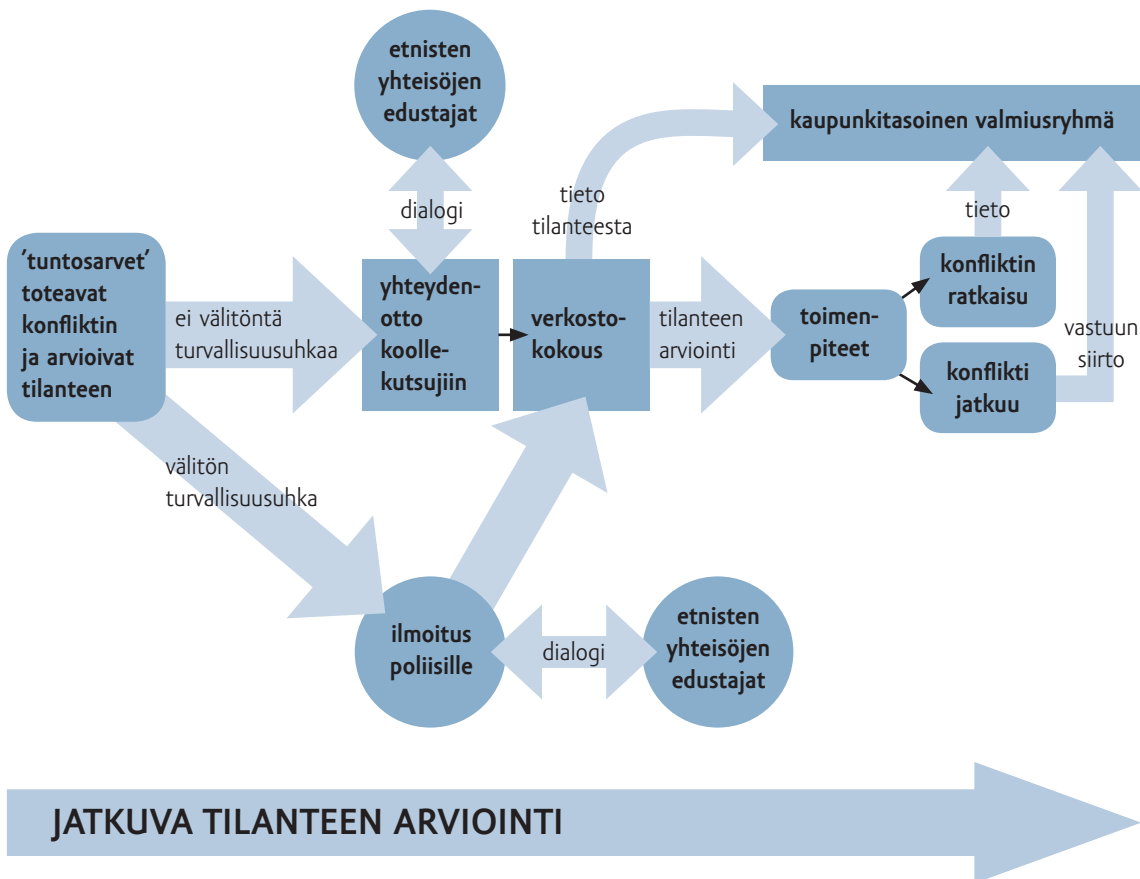 etnisten
yhteisöjen
edustajat
kaupunkitasoinen valmiusryhmä
dialogi
tieto
tilanteesta
tieto
'tuntosarvet'
toteavat
konfliktin
ja arvioivat
tilanteen
ei välitöntä
turvallisuusuhkaa
yhteyden-
otto
koolle-
kutsujiin
verkosto-
kokous
tilanteen
arviointi
toimen-
piteet
konfliktin
ratkaisu
konflikti
jatkuu
vastuun
siirto
välitön
turvallisuusuhka
ilmoitus
poliisille
dialogi
etnisten
yhteisöjen
edustajat
JATKUVA TILANTEEN ARVIOINTI